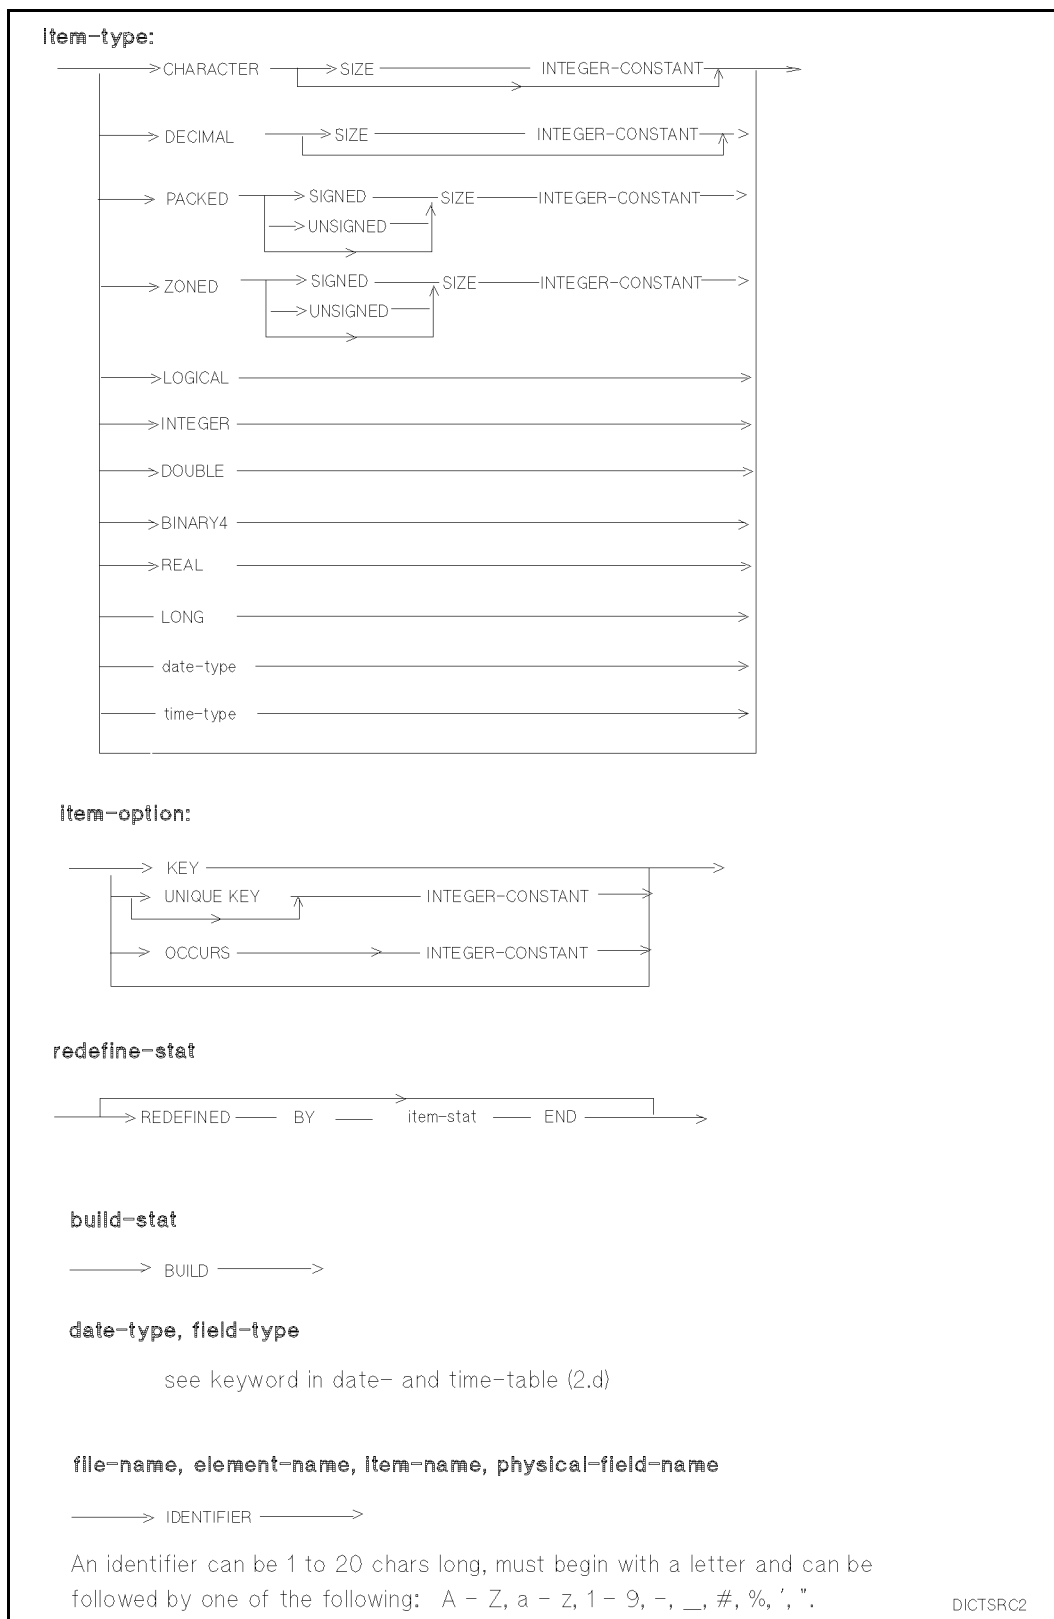 item-type:
CHARACTER SIZE INTEGER-CONSTANT
DECIMAL SIZE INTEGER-CONSTANT
PACKED SIGNED SIZE INTEGER-CONSTANT
UNSIGNED
ZONED SIGNED SIZE INTEGER-CONSTANT
UNSIGNED
LOGICAL
INTEGER
DOUBLE
BINARY4
REAL
LONG
date-type
time-type
item-option:
KEY
UNIQUE KEY INTEGER-CONSTANT
OCCURS INTEGER-CONSTANT
redefine-stat
REDEFINED BY item-stat END
build-stat
BUILD
date-type, field-type
see keyword in date- and time-table (2.d)
file-name, element-name, item-name, physical-field-name
IDENTIFIER
An identifier can be 1 to 20 chars long, must begin with a letter and can be
followed by one of the following: A - Z, a - z, 1 - 9, -, _, #, %, ', ".
DICTSRC2